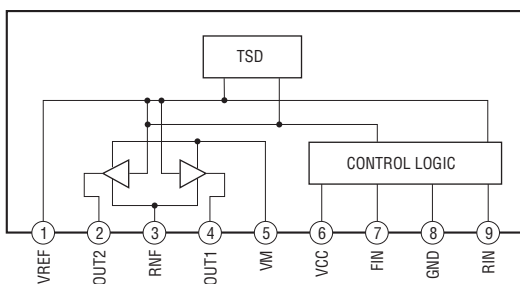 TSD
CONTROL LOGIC
1 2 3 4 5 6 7 8 9
VREF OUT2 RNF OUT1 VM VCC FIN GND RIN